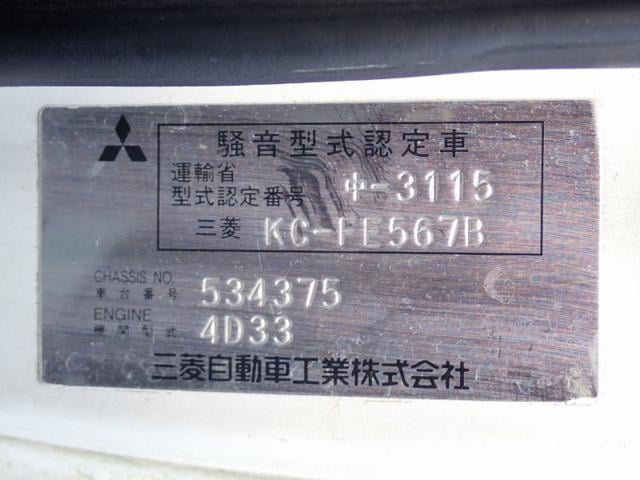 騒音型式認定車
運輸省
型式認定番号 中-3115
三菱 KC-FE567B
CHASSIS NO.
車台番号 534375
ENGINE
機関型式 4D33
三菱自動車工業株式会社